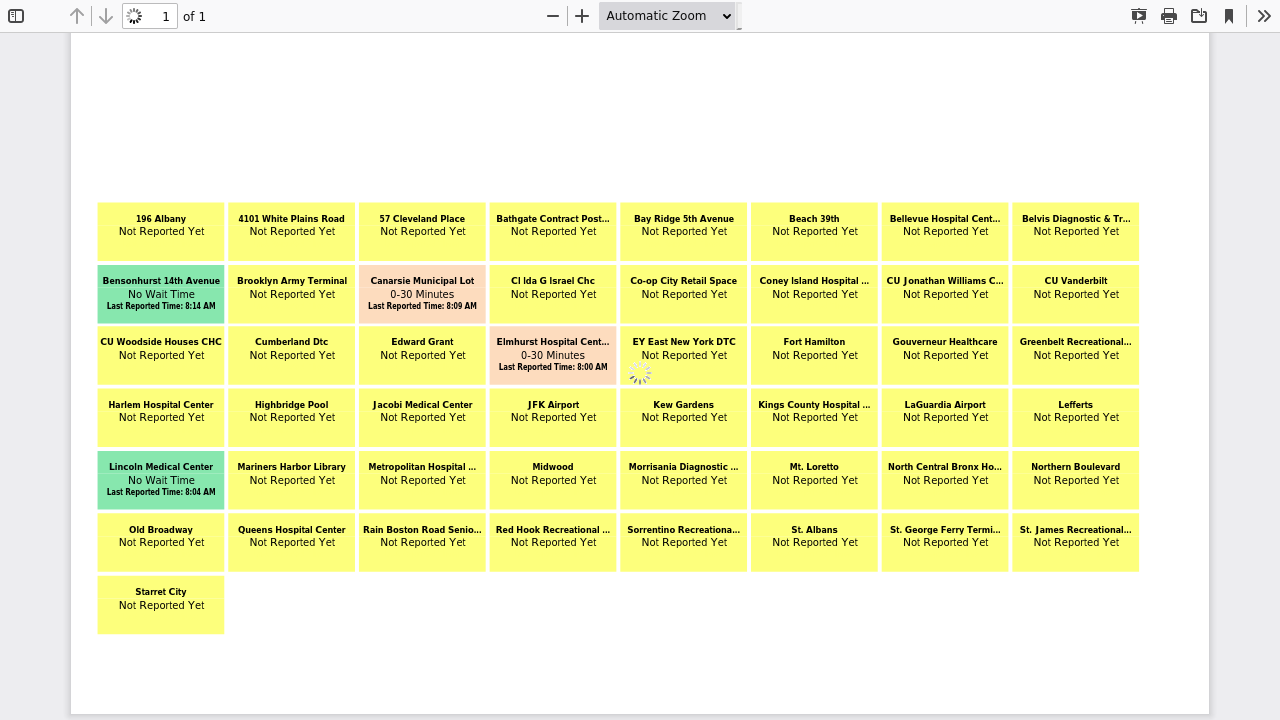 1 of 1 Automatic Zoom
196 Albany
Not Reported Yet
4101 White Plains Road
Not Reported Yet
57 Cleveland Place
Not Reported Yet
Bathgate Contract Post...
Not Reported Yet
Bay Ridge 5th Avenue
Not Reported Yet
Beach 39th
Not Reported Yet
Bellevue Hospital Cent...
Not Reported Yet
Belvis Diagnostic & Tr...
Not Reported Yet
Bensonhurst 14th Avenue
No Wait Time
Last Reported Time: 8:14 AM
Brooklyn Army Terminal
Not Reported Yet
Canarsie Municipal Lot
0-30 Minutes
Last Reported Time: 8:09 AM
CI Ida G Israel Chc
Not Reported Yet
Co-op City Retail Space
Not Reported Yet
Coney Island Hospital ...
Not Reported Yet
CU Jonathan Williams C...
Not Reported Yet
CU Vanderbilt
Not Reported Yet
CU Woodside Houses CHC
Not Reported Yet
Cumberland Dtc
Not Reported Yet
Edward Grant
Not Reported Yet
Elmhurst Hospital Cent...
0-30 Minutes
Last Reported Time: 8:00 AM
EY East New York DTC
Not Reported Yet
Fort Hamilton
Not Reported Yet
Gouverneur Healthcare
Not Reported Yet
Greenbelt Recreational...
Not Reported Yet
Harlem Hospital Center
Not Reported Yet
Highbridge Pool
Not Reported Yet
Jacobi Medical Center
Not Reported Yet
JFK Airport
Not Reported Yet
Kew Gardens
Not Reported Yet
Kings County Hospital ...
Not Reported Yet
LaGuardia Airport
Not Reported Yet
Lefferts
Not Reported Yet
Lincoln Medical Center
No Wait Time
Last Reported Time: 8:04 AM
Mariners Harbor Library
Not Reported Yet
Metropolitan Hospital ...
Not Reported Yet
Midwood
Not Reported Yet
Morrisania Diagnostic ...
Not Reported Yet
Mt. Loretto
Not Reported Yet
North Central Bronx Ho...
Not Reported Yet
Northern Boulevard
Not Reported Yet
Old Broadway
Not Reported Yet
Queens Hospital Center
Not Reported Yet
Rain Boston Road Senio...
Not Reported Yet
Red Hook Recreational ...
Not Reported Yet
Sorrentino Recreationa...
Not Reported Yet
St. Albans
Not Reported Yet
St. George Ferry Termi...
Not Reported Yet
St. James Recreational...
Not Reported Yet
Starret City
Not Reported Yet